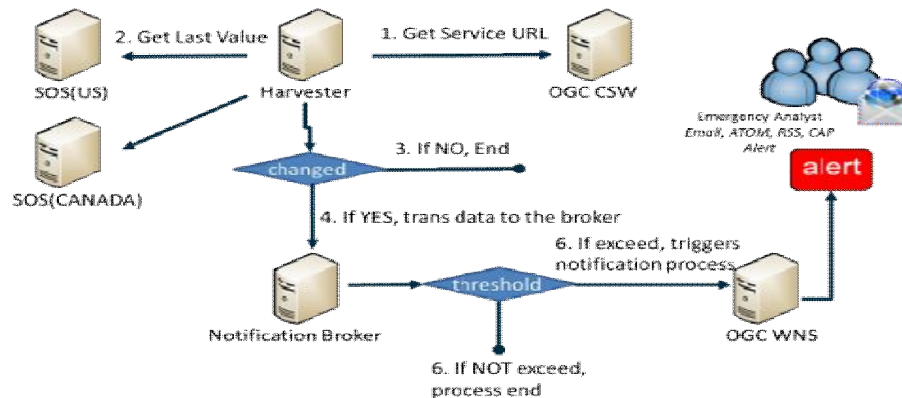 2. Get Last Value
1. Get Service URL
SOS(US)
Harvester
OGC CSW
Emergency Analyst
Email, ATOM, RSS, CAP
Alert
3. If NO, End
changed
alert
SOS(CANADA)
4. If YES, trans data to the broker
6. If exceed, triggers
notification process
threshold
Notification Broker
OGC WNS
6. If NOT exceed,
process end